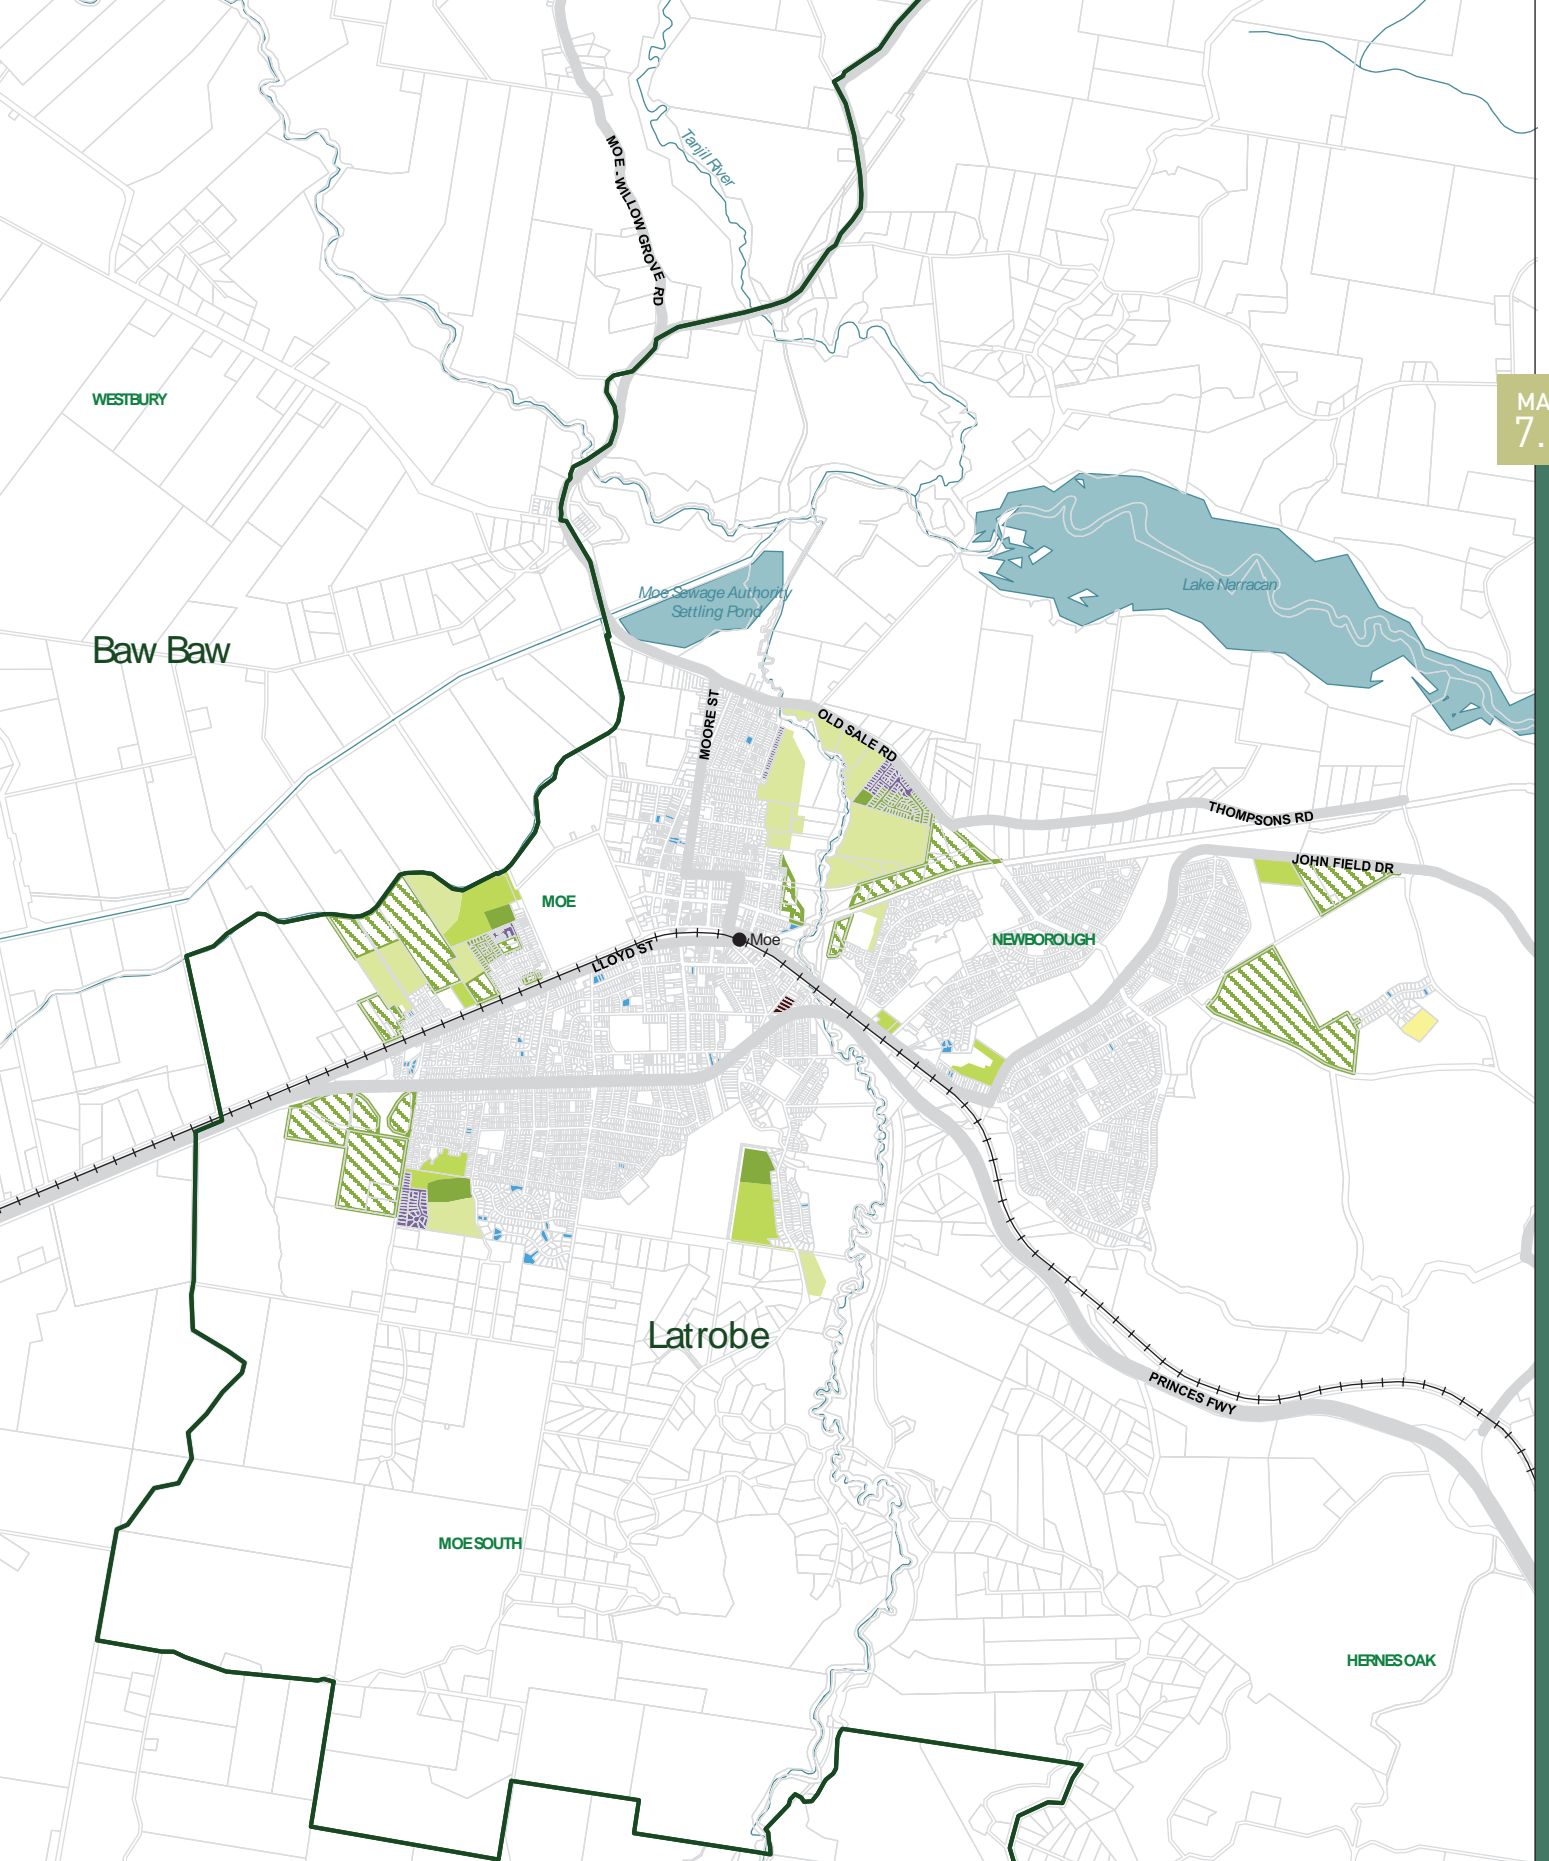 Tanjil River
MOE - WILLOW GROVE RD
WESTBURY
MA
7.
Lake Narracan
Moe Sewage Authority
Settling Pond
Baw Baw
MOORE ST
OLD SALE RD
THOMPSONS RD
JOHN FIELD DR
MOE
Moe
NEWBOROUGH
LLOYD ST
Latrobe
PRINCES FWY
MOE SOUTH
HERNES OAK